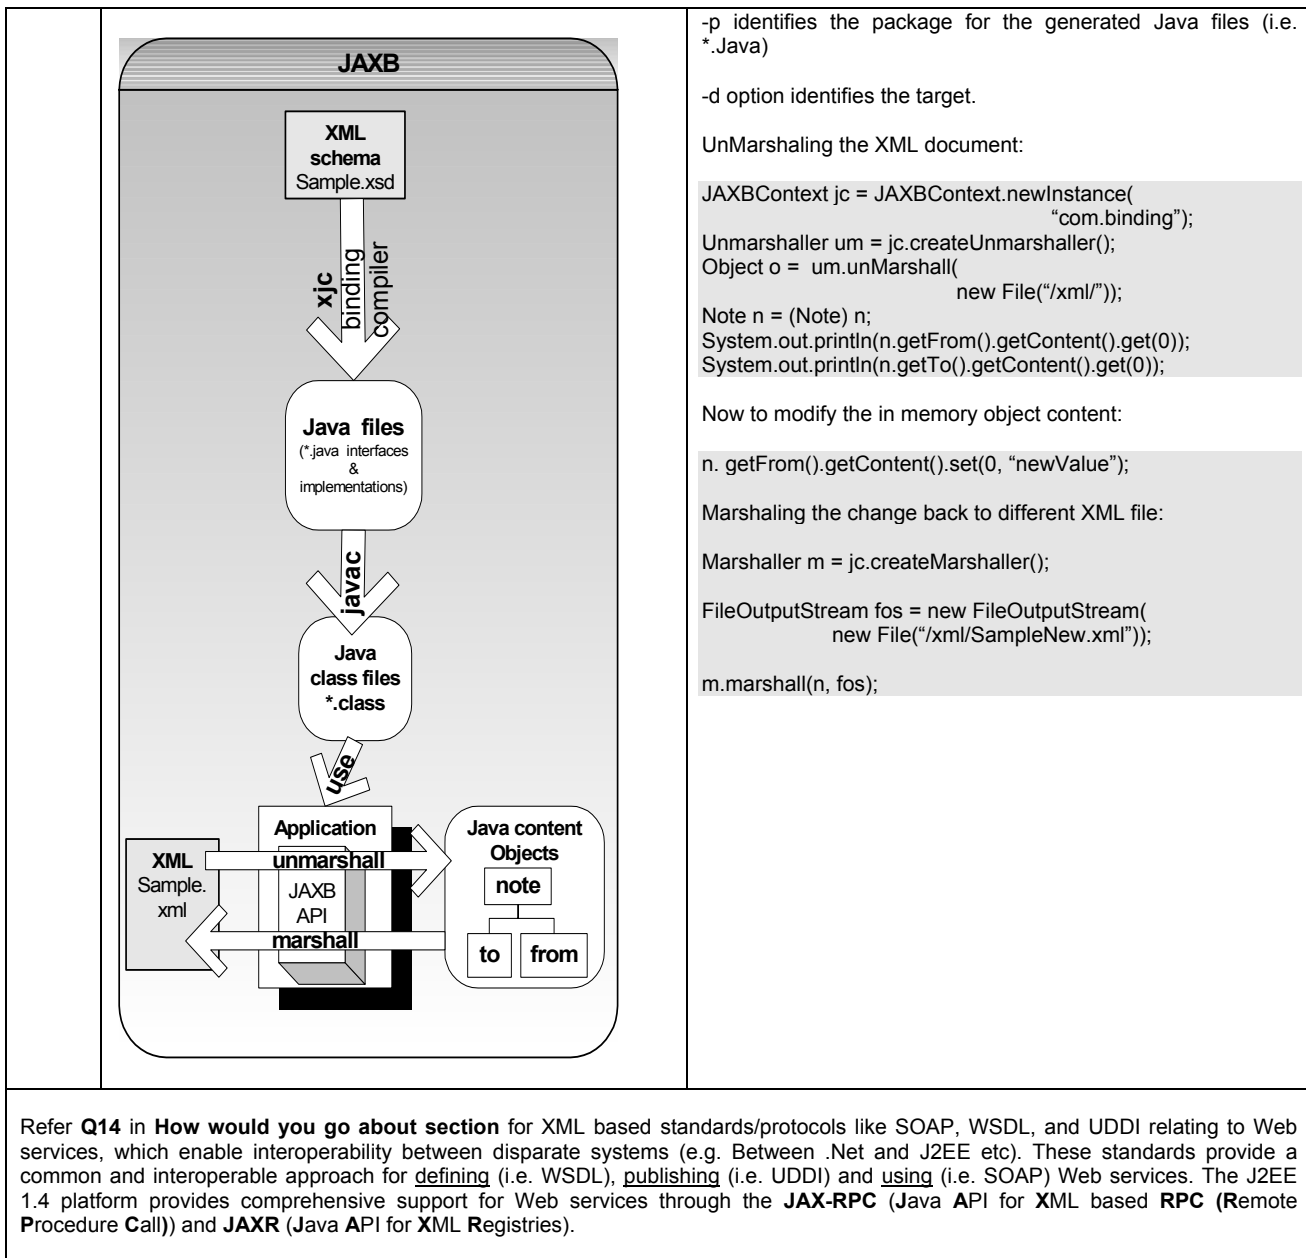 JAXB
XML
schema
Sample.xsd
xjc
binding
compiler
Java files
(*.java interfaces
&
implementations)
javac
Java
class files
*.class
use
Application
Java content
Objects
XML
Sample.
xml
unmarshall
JAXB
API
marshall
note
to
from
-p identifies the package for the generated Java files (i.e.
*.Java)
-d option identifies the target.
UnMarshaling the XML document:
JAXBContext jc = JAXBContext.newInstance(
“com.binding”);
Unmarshaller um = jc.createUnmarshaller();
Object o = um.unMarshall(
new File(“/xml/”));
Note n = (Note) n;
System.out.println(n.getFrom().getContent().get(0));
System.out.println(n.getTo().getContent().get(0));
Now to modify the in memory object content:
n. getFrom().getContent().set(0, “newValue”);
Marshaling the change back to different XML file:
Marshaller m = jc.createMarshaller();
FileOutputStream fos = new FileOutputStream(
new File(“/xml/SampleNew.xml”));
m.marshall(n, fos);
Refer Q14 in How would you go about section for XML based standards/protocols like SOAP, WSDL, and UDDI relating to Web
services, which enable interoperability between disparate systems (e.g. Between .Net and J2EE etc). These standards provide a
common and interoperable approach for defining (i.e. WSDL), publishing (i.e. UDDI) and using (i.e. SOAP) Web services. The J2EE
1.4 platform provides comprehensive support for Web services through the JAX-RPC (Java API for XML based RPC (Remote
Procedure Call)) and JAXR (Java API for XML Registries).